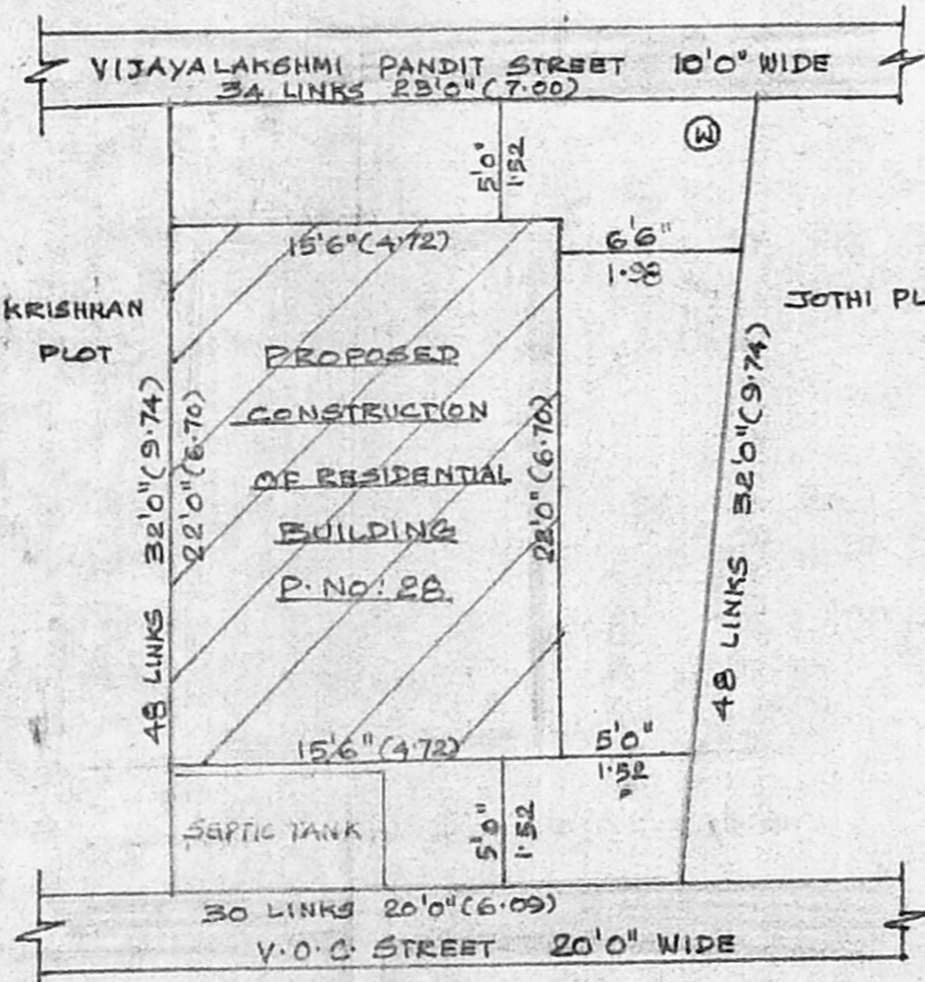 VIJAYALAKSHMI PANDIT STREET 10'0" WIDE
34 LINKS 23'0" (7.00)
W
5'0"
1.52
15'6" (4.72)
6'6"
1.98
KRISHNAN
PLOT
JOTHI PL
PROPOSED
CONSTRUCTION
OF RESIDENTIAL
BUILDING
P. NO: 28.
48 LINKS 32'0" (9.74)
22'0" (6.70)
22'0" (6.70)
48 LINKS 32'0" (9.74)
15'6" (4.72)
5'0"
1.52
SEPTIC TANK
5'0"
1.52
30 LINKS 20'0" (6.09)
V.O.C. STREET 20'0" WIDE